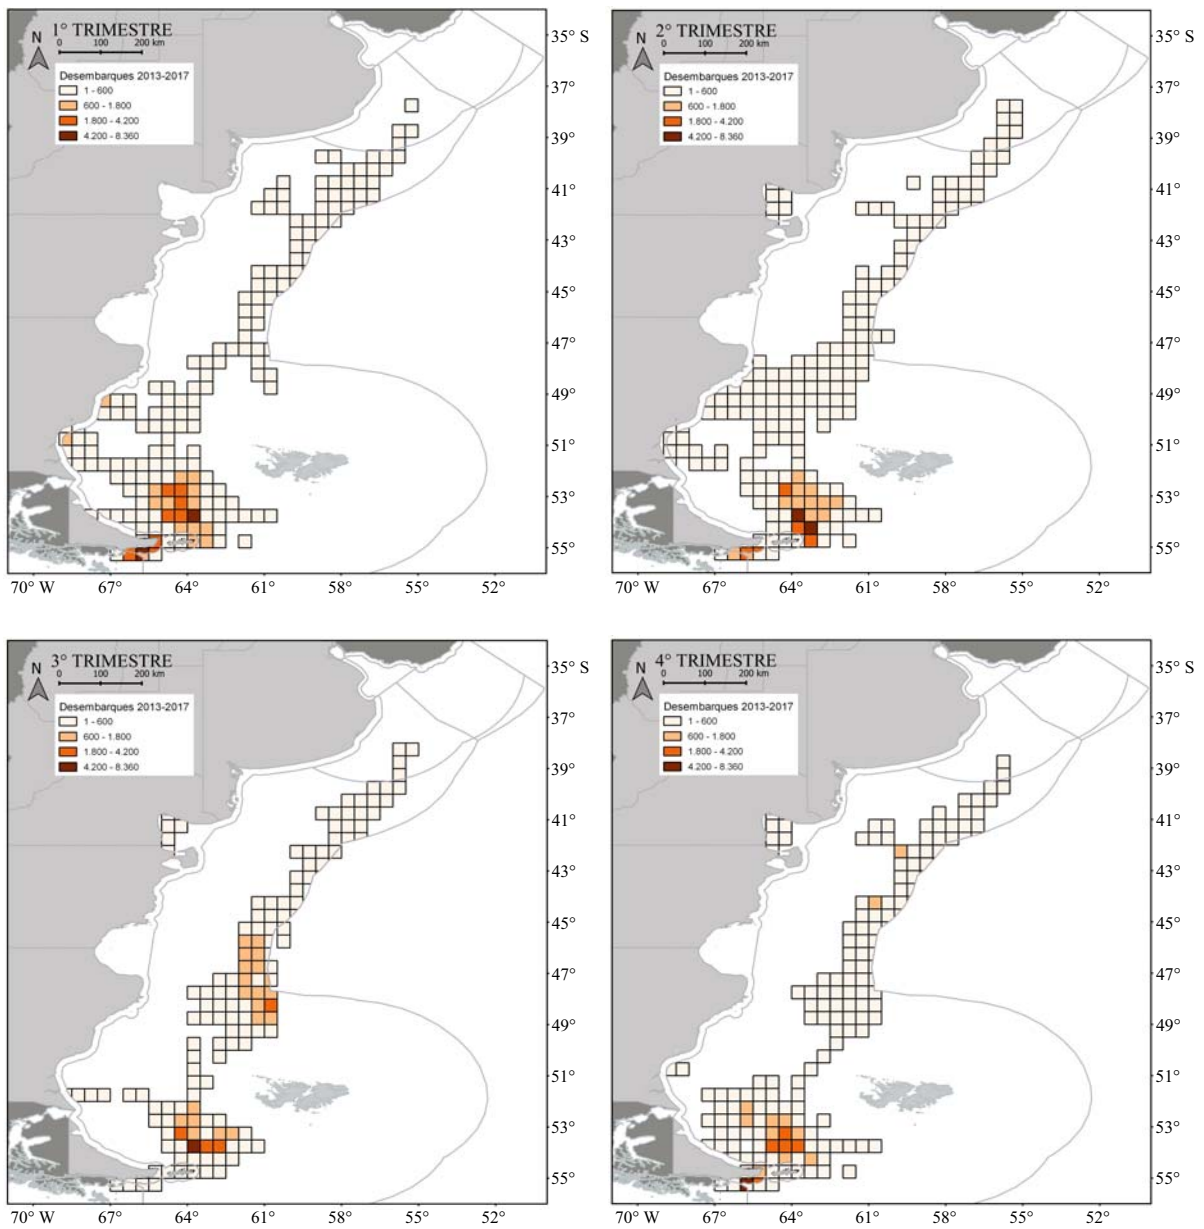 1° TRIMESTRE
N
0 100 200 km
Desembarques 2013-2017
1 - 600
600 - 1.800
1.800 - 4.200
4.200 - 8.360
35° S
37°
39°
41°
43°
45°
47°
49°
51°
53°
55°
70° W 67° 64° 61° 58° 55° 52°
2° TRIMESTRE
N
0 100 200 km
Desembarques 2013-2017
1 - 600
600 - 1.800
1.800 - 4.200
4.200 - 8.360
35° S
37°
39°
41°
43°
45°
47°
49°
51°
53°
55°
70° W 67° 64° 61° 58° 55° 52°
3° TRIMESTRE
N
0 100 200 km
Desembarques 2013-2017
1 - 600
600 - 1.800
1.800 - 4.200
4.200 - 8.360
35° S
37°
39°
41°
43°
45°
47°
49°
51°
53°
55°
70° W 67° 64° 61° 58° 55° 52°
4° TRIMESTRE
N
0 100 200 km
Desembarques 2013-2017
1 - 600
600 - 1.800
1.800 - 4.200
4.200 - 8.360
35° S
37°
39°
41°
43°
45°
47°
49°
51°
53°
55°
70° W 67° 64° 61° 58° 55° 52°